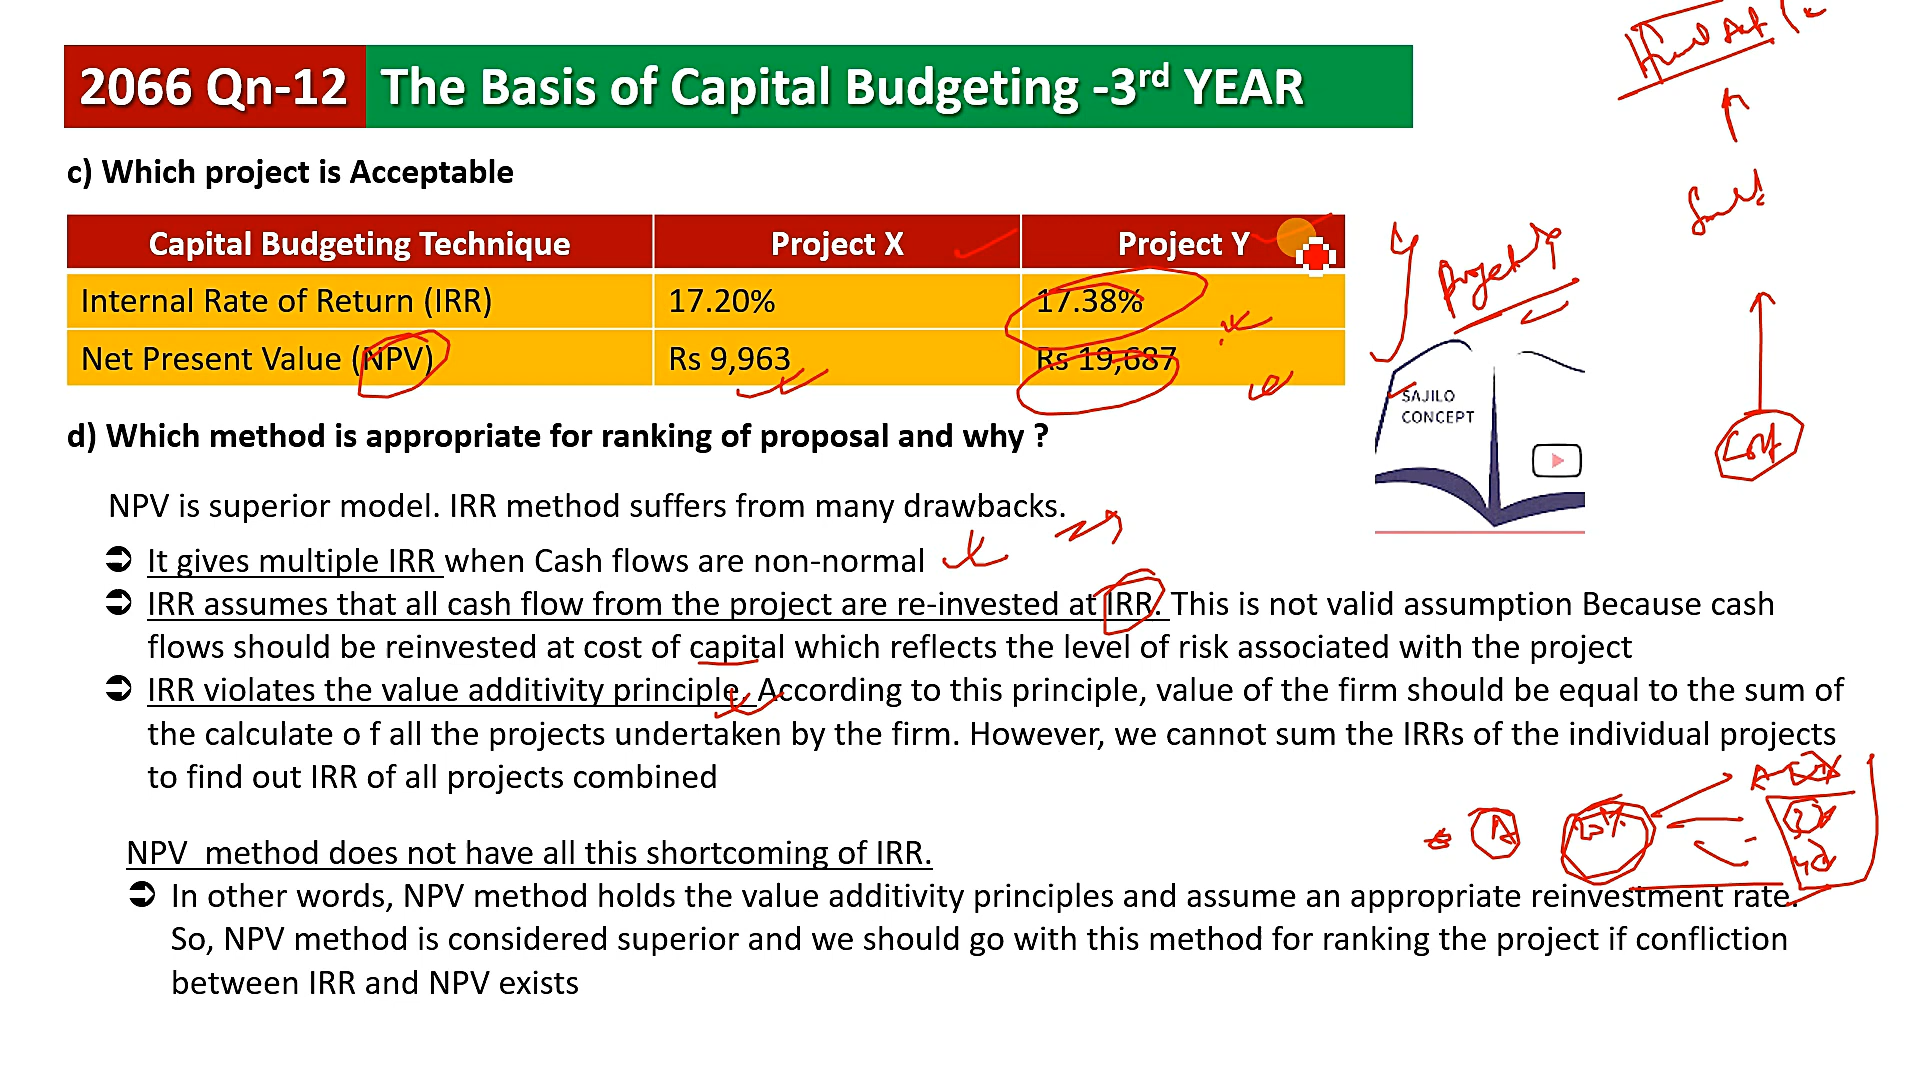 2066 Qn-12 The Basis of Capital Budgeting -3rd YEAR
c) Which project is Acceptable
Capital Budgeting Technique Project X Project Y
Internal Rate of Return (IRR) 17.20% 17.38%
Net Present Value (NPV) Rs 9,963 Rs 19,687
Project Y
SAJILO
CONCEPT
d) Which method is appropriate for ranking of proposal and why ?
NPV is superior model. IRR method suffers from many drawbacks.
It gives multiple IRR when Cash flows are non-normal
IRR assumes that all cash flow from the project are re-invested at IRR. This is not valid assumption Because cash
flows should be reinvested at cost of capital which reflects the level of risk associated with the project
IRR violates the value additivity principle. According to this principle, value of the firm should be equal to the sum of
the calculate o f all the projects undertaken by the firm. However, we cannot sum the IRRs of the individual projects
to find out IRR of all projects combined
NPV method does not have all this shortcoming of IRR.
In other words, NPV method holds the value additivity principles and assume an appropriate reinvestment rate.
So, NPV method is considered superior and we should go with this method for ranking the project if confliction
between IRR and NPV exists